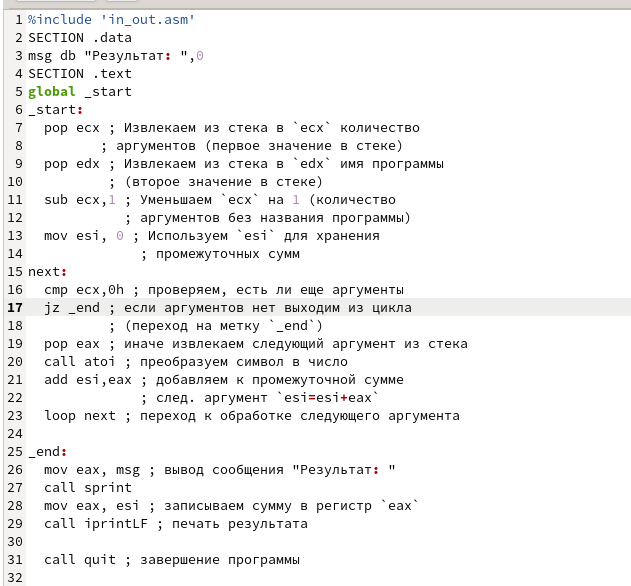 1 %include 'in_out.asm'
2 SECTION .data
3 msg db "Результат: ",0
4 SECTION .text
5 global _start
6 _start:
7   pop ecx ; Извлекаем из стека в `ecx` количество
8          ; аргументов (первое значение в стеке)
9   pop edx ; Извлекаем из стека в `edx` имя программы
10           ; (второе значение в стеке)
11   sub ecx,1 ; Уменьшаем `ecx` на 1 (количество
12             ; аргументов без названия программы)
13   mov esi, 0 ; Используем `esi` для хранения
14               ; промежуточных сумм
15 next:
16   cmp ecx,0h ; проверяем, есть ли еще аргументы
17   jz _end ; если аргументов нет выходим из цикла
18           ; (переход на метку `_end`)
19   pop eax ; иначе извлекаем следующий аргумент из стека
20   call atoi ; преобразуем символ в число
21   add esi,eax ; добавляем к промежуточной сумме
22               ; след. аргумент `esi=esi+eax`
23   loop next ; переход к обработке следующего аргумента
24
25 _end:
26   mov eax, msg ; вывод сообщения "Результат: "
27   call sprint
28   mov eax, esi ; записываем сумму в регистр `eax`
29   call iprintLF ; печать результата
30
31   call quit ; завершение программы
32